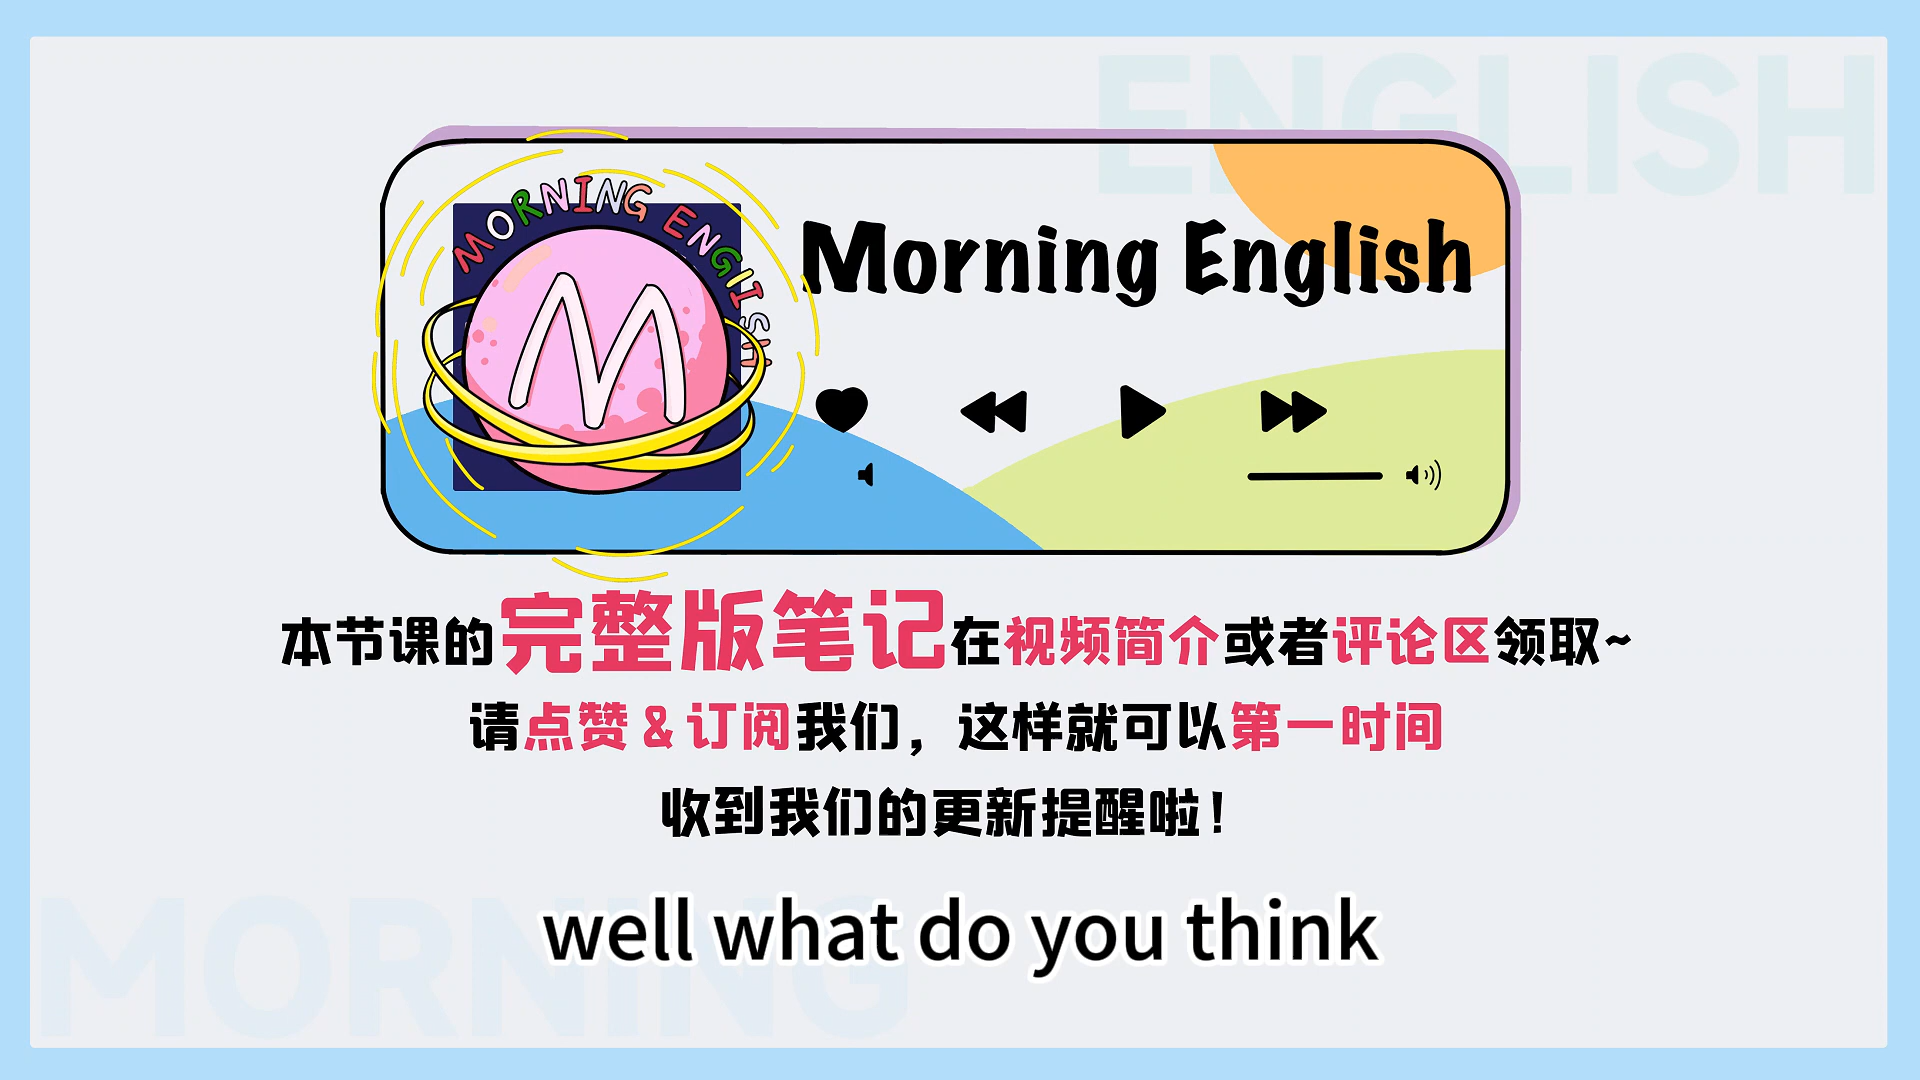 ENGLISH
MORNING ENGLISH
Morning English
M
本节课的完整版笔记在视频简介或者评论区领取~
请点赞&订阅我们，这样就可以第一时间
收到我们的更新提醒啦！
well what do you think
MORNING